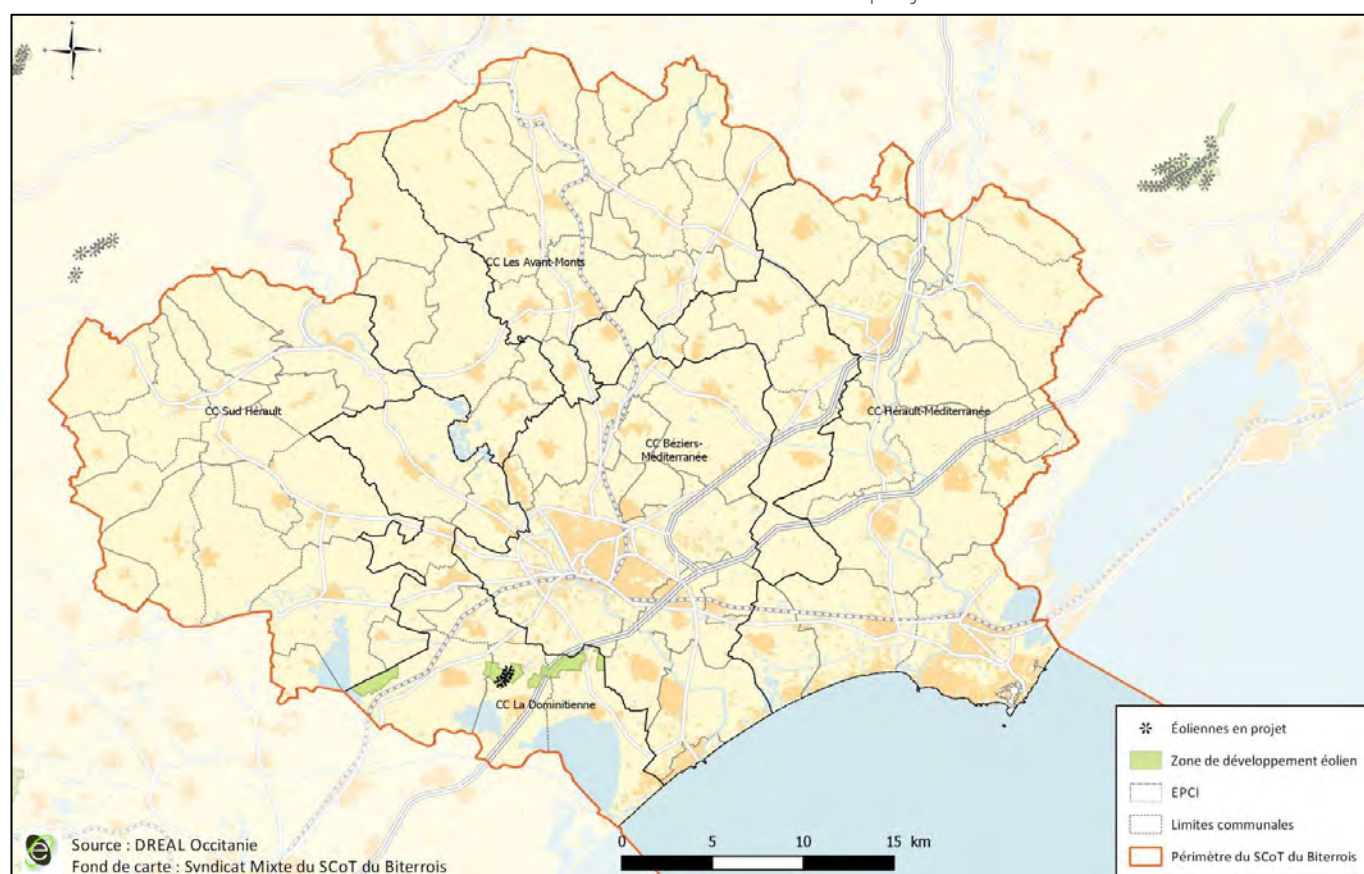 CC Les Avant-Monts
CC Sud Hérault
CC Hérault-Méditerranée
CC Béziers-
Méditerranée
CC La Dominitienne
Éoliennes en projet
Zone de développement éolien
EPCI
Limites communales
Périmètre du SCoT du Biterrois
Source : DREAL Occitanie
Fond de carte : Syndicat Mixte du SCoT du Biterrois
0 5 10 15 km